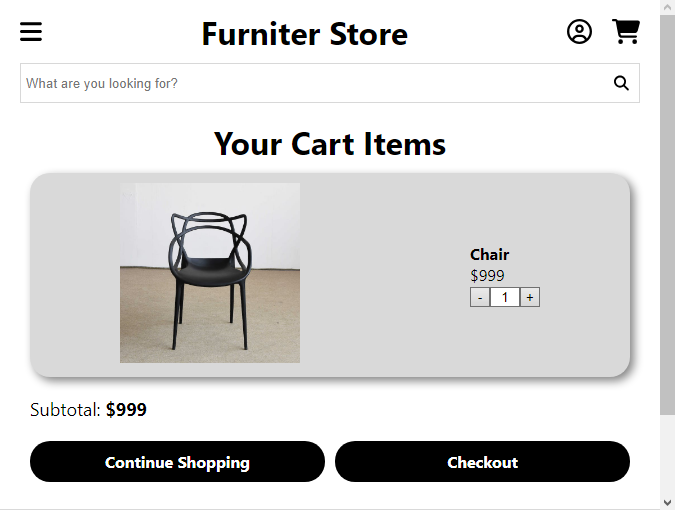 Furniter Store
What are you looking for?
Your Cart Items
Chair
$999
- 1 +
Subtotal: $999
Continue Shopping
Checkout